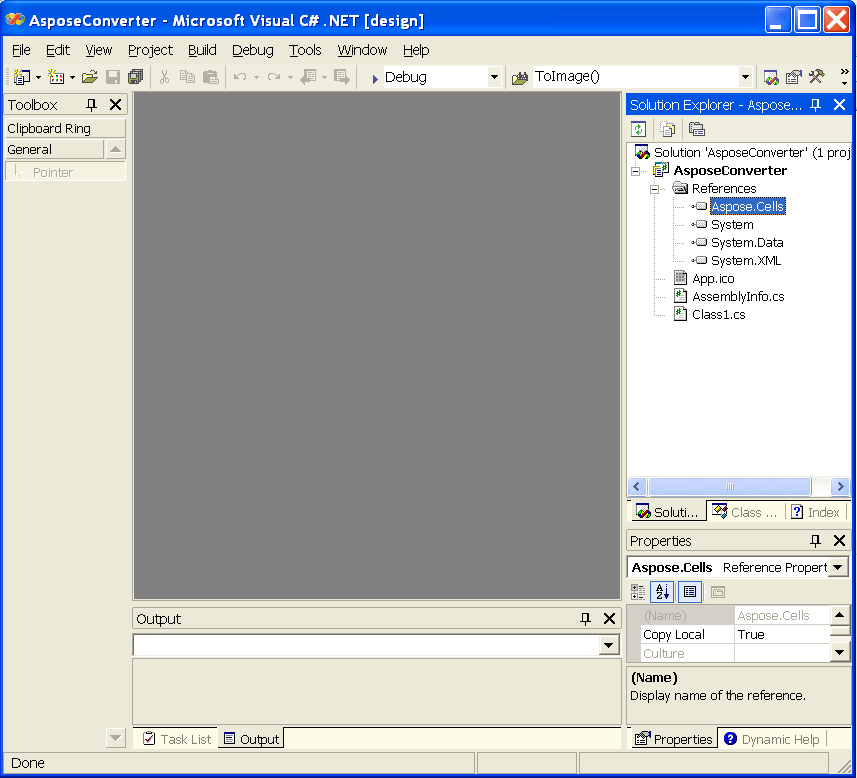 AsposeConverter - Microsoft Visual C# .NET [design]
File Edit View Project Build Debug Tools Window Help
Debug ToImage()
Toolbox
Clipboard Ring
General
Pointer
Solution Explorer - Aspose...
Solution 'AsposeConverter' (1 proj
AsposeConverter
References
Aspose.Cells
System
System.Data
System.XML
App.ico
AssemblyInfo.cs
Class1.cs
Soluti... Class ... Index
Properties
Aspose.Cells Reference Propert
(Name) Aspose.Cells
Copy Local True
Culture
(Name)
Display name of the reference.
Properties Dynamic Help
Output
Task List Output
Done